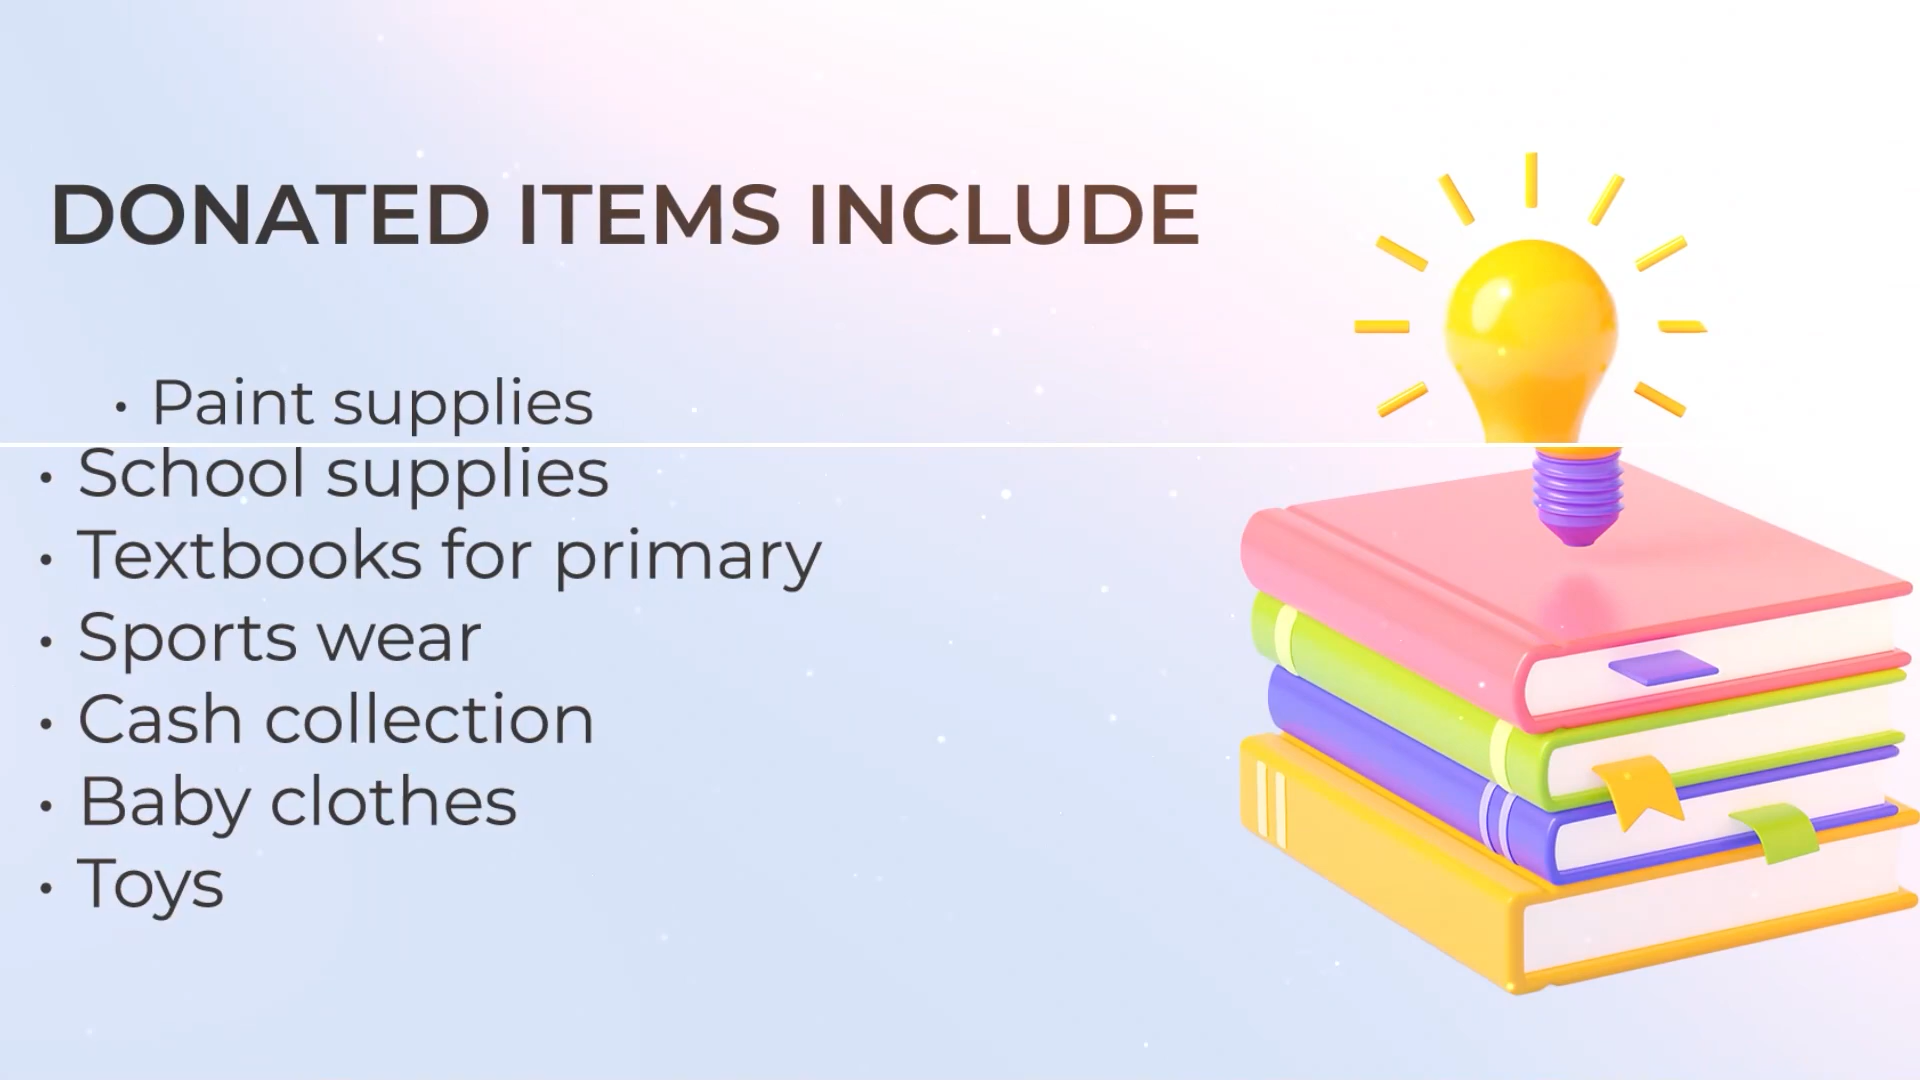 DONATED ITEMS INCLUDE
• Paint supplies
• School supplies
• Textbooks for primary
• Sports wear
• Cash collection
• Baby clothes
• Toys